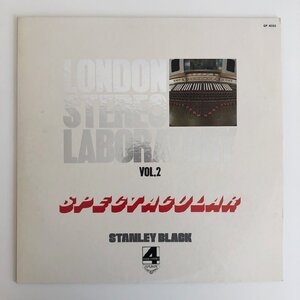 LONDON
STEREO
LABORATORY
VOL.2
SPECTACULAR
STANLEY BLACK
4